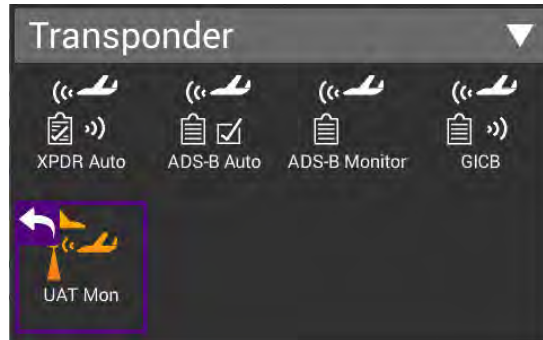 Transponder
XPDR Auto
ADS-B Auto
ADS-B Monitor
GICB
UAT Mon